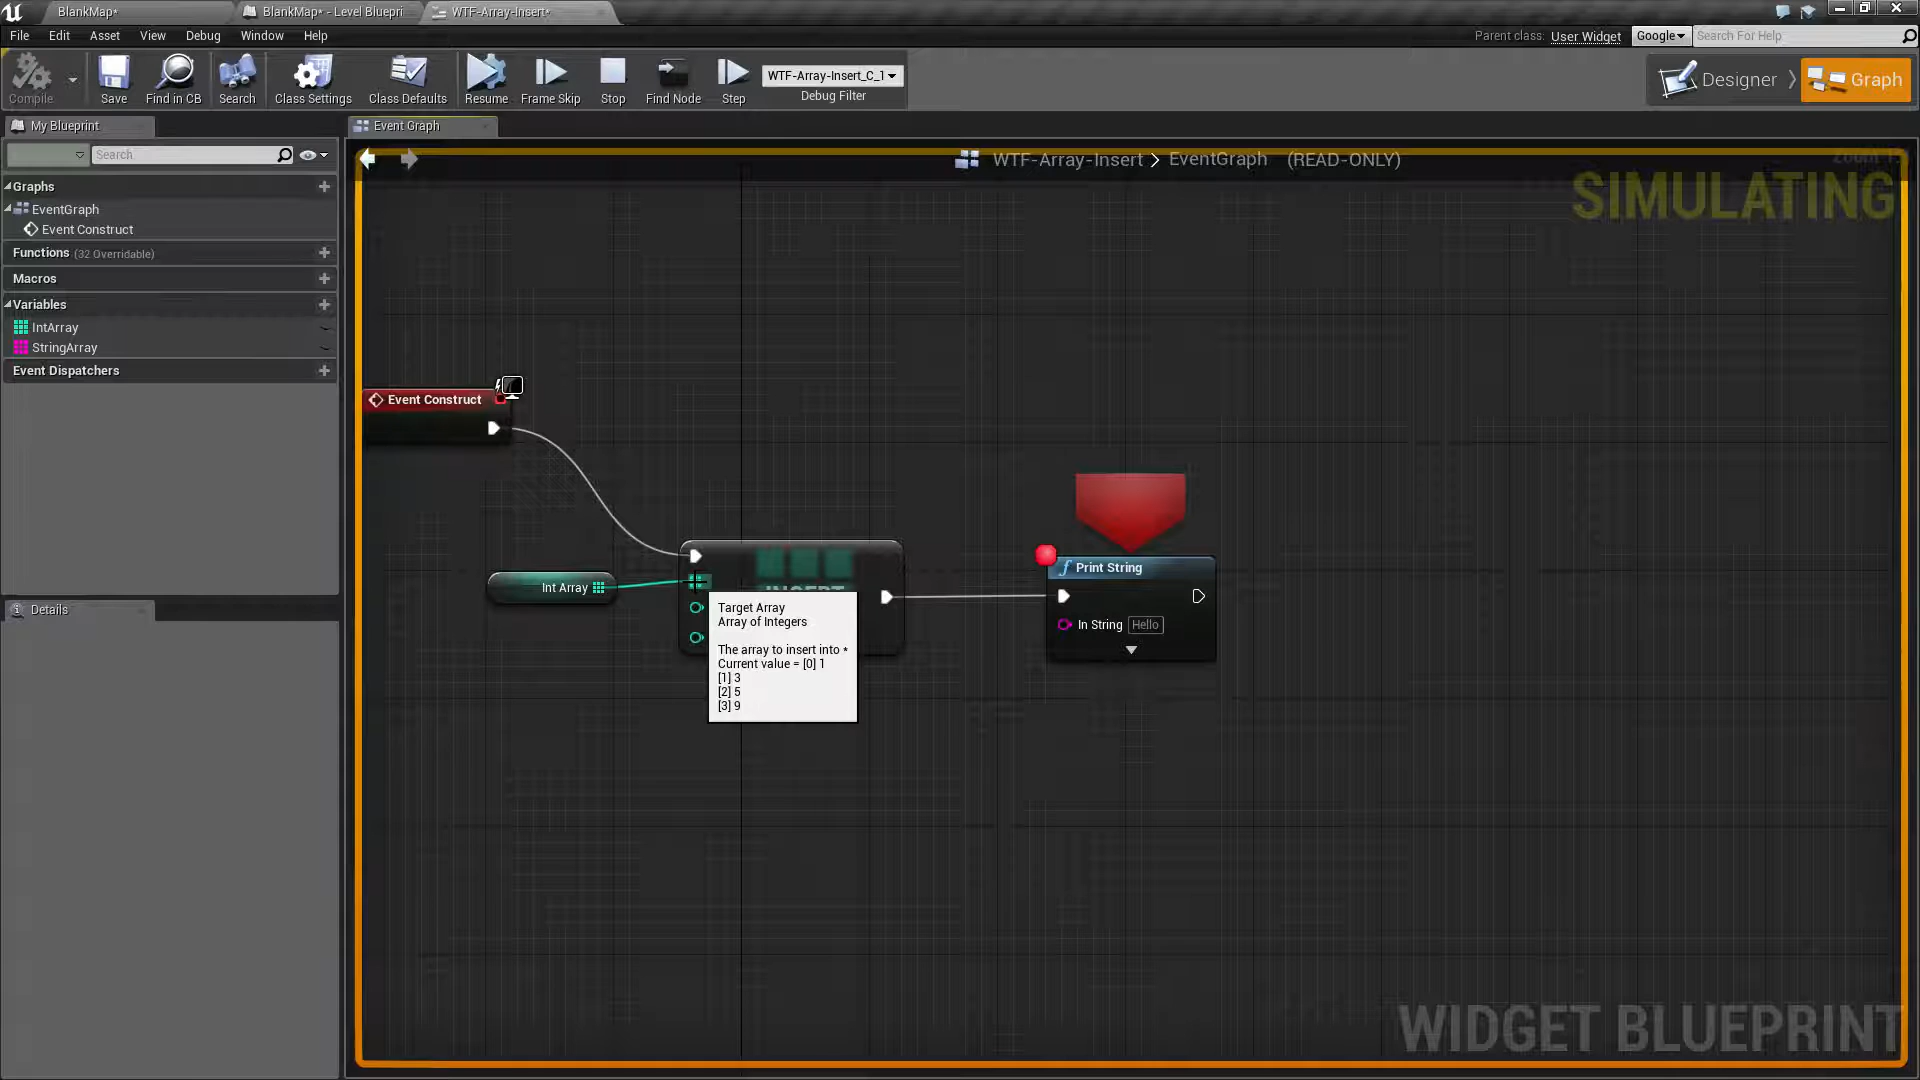 BlankMap*
BlankMap* - Level Bluepri
WTF-Array-Insert*
File Edit Asset View Debug Window Help
Parent class: User Widget
Google
Search For Help
Compile
Save
Find in CB
Search
Class Settings
Class Defaults
Resume
Frame Skip
Stop
Find Node
Step
WTF-Array-Insert_C_1
Debug Filter
Designer
Graph
My Blueprint
Event Graph
Search
WTF-Array-Insert > EventGraph (READ-ONLY)
SIMULATING
Graphs
EventGraph
Event Construct
Functions (32 Overridable)
Macros
Variables
IntArray
StringArray
Event Dispatchers
Details
Event Construct
Int Array
INSERT
Target Array
Array of Integers
The array to insert into *
Current value = [0] 1
[1] 3
[2] 5
[3] 9
Print String
In String Hello
WIDGET BLUEPRINT